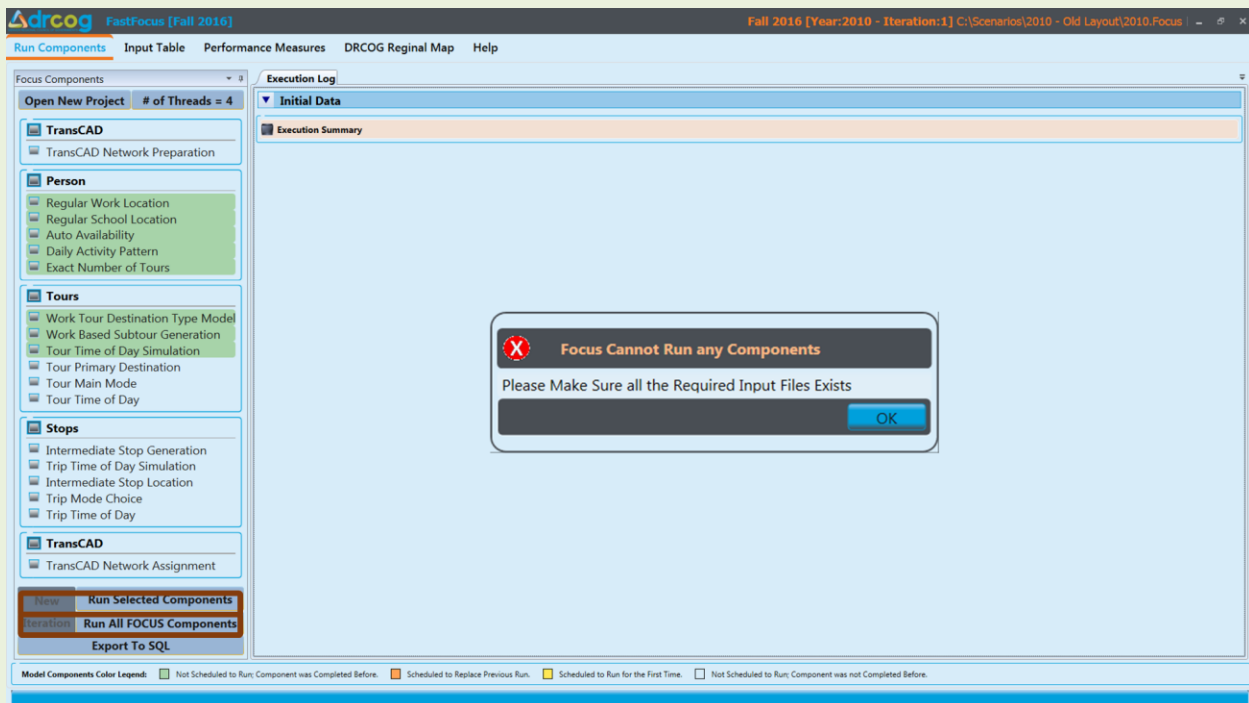 drcog FastFocus [Fall 2016]
Fall 2016 [Year:2010 - Iteration:1] C:\Scenarios\2010 - Old Layout\2010.Focus
Run Components Input Table Performance Measures DRCOG Reginal Map Help
Focus Components
Open New Project # of Threads = 4
TransCAD
TransCAD Network Preparation
Person
Regular Work Location
Regular School Location
Auto Availability
Daily Activity Pattern
Exact Number of Tours
Tours
Work Tour Destination Type Model
Work Based Subtour Generation
Tour Time of Day Simulation
Tour Primary Destination
Tour Main Mode
Tour Time of Day
Stops
Intermediate Stop Generation
Trip Time of Day Simulation
Intermediate Stop Location
Trip Mode Choice
Trip Time of Day
TransCAD
TransCAD Network Assignment
New Run Selected Components
Iteration Run All FOCUS Components
Export To SQL
Execution Log
Initial Data
Execution Summary
X Focus Cannot Run any Components
Please Make Sure all the Required Input Files Exists
OK
Model Components Color Legend: Not Scheduled to Run; Component was Completed Before. Scheduled to Replace Previous Run. Scheduled to Run for the First Time. Not Scheduled to Run; Component was not Completed Before.